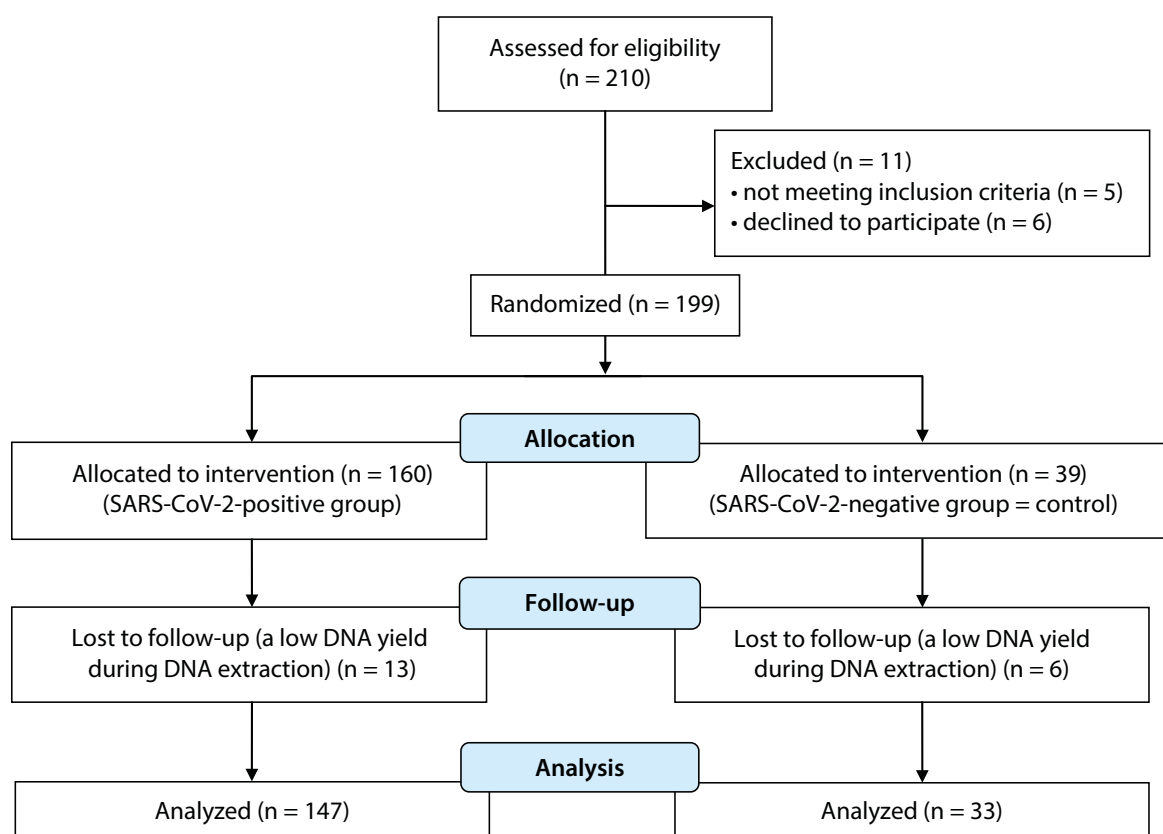 Assessed for eligibility
(n = 210)
Excluded (n = 11)
• not meeting inclusion criteria (n = 5)
• declined to participate (n = 6)
Randomized (n = 199)
Allocation
Allocated to intervention (n = 160)
(SARS-CoV-2-positive group)
Allocated to intervention (n = 39)
(SARS-CoV-2-negative group = control)
Follow-up
Lost to follow-up (a low DNA yield
during DNA extraction) (n = 13)
Lost to follow-up (a low DNA yield
during DNA extraction) (n = 6)
Analysis
Analyzed (n = 147)
Analyzed (n = 33)